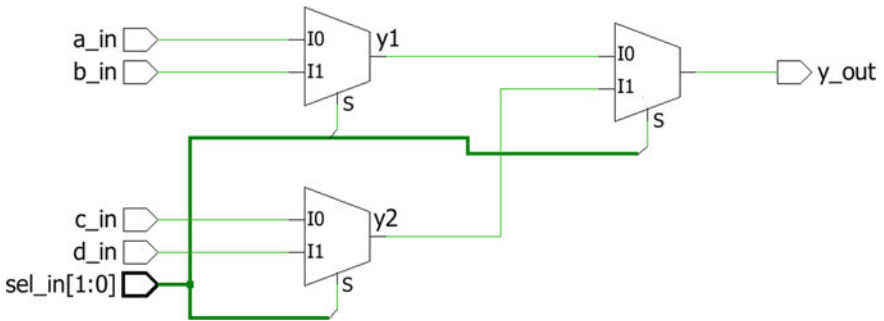 a_in
b_in
I0
I1
S
y1
I0
I1
S
y_out
c_in
d_in
sel_in[1:0]
I0
I1
S
y2